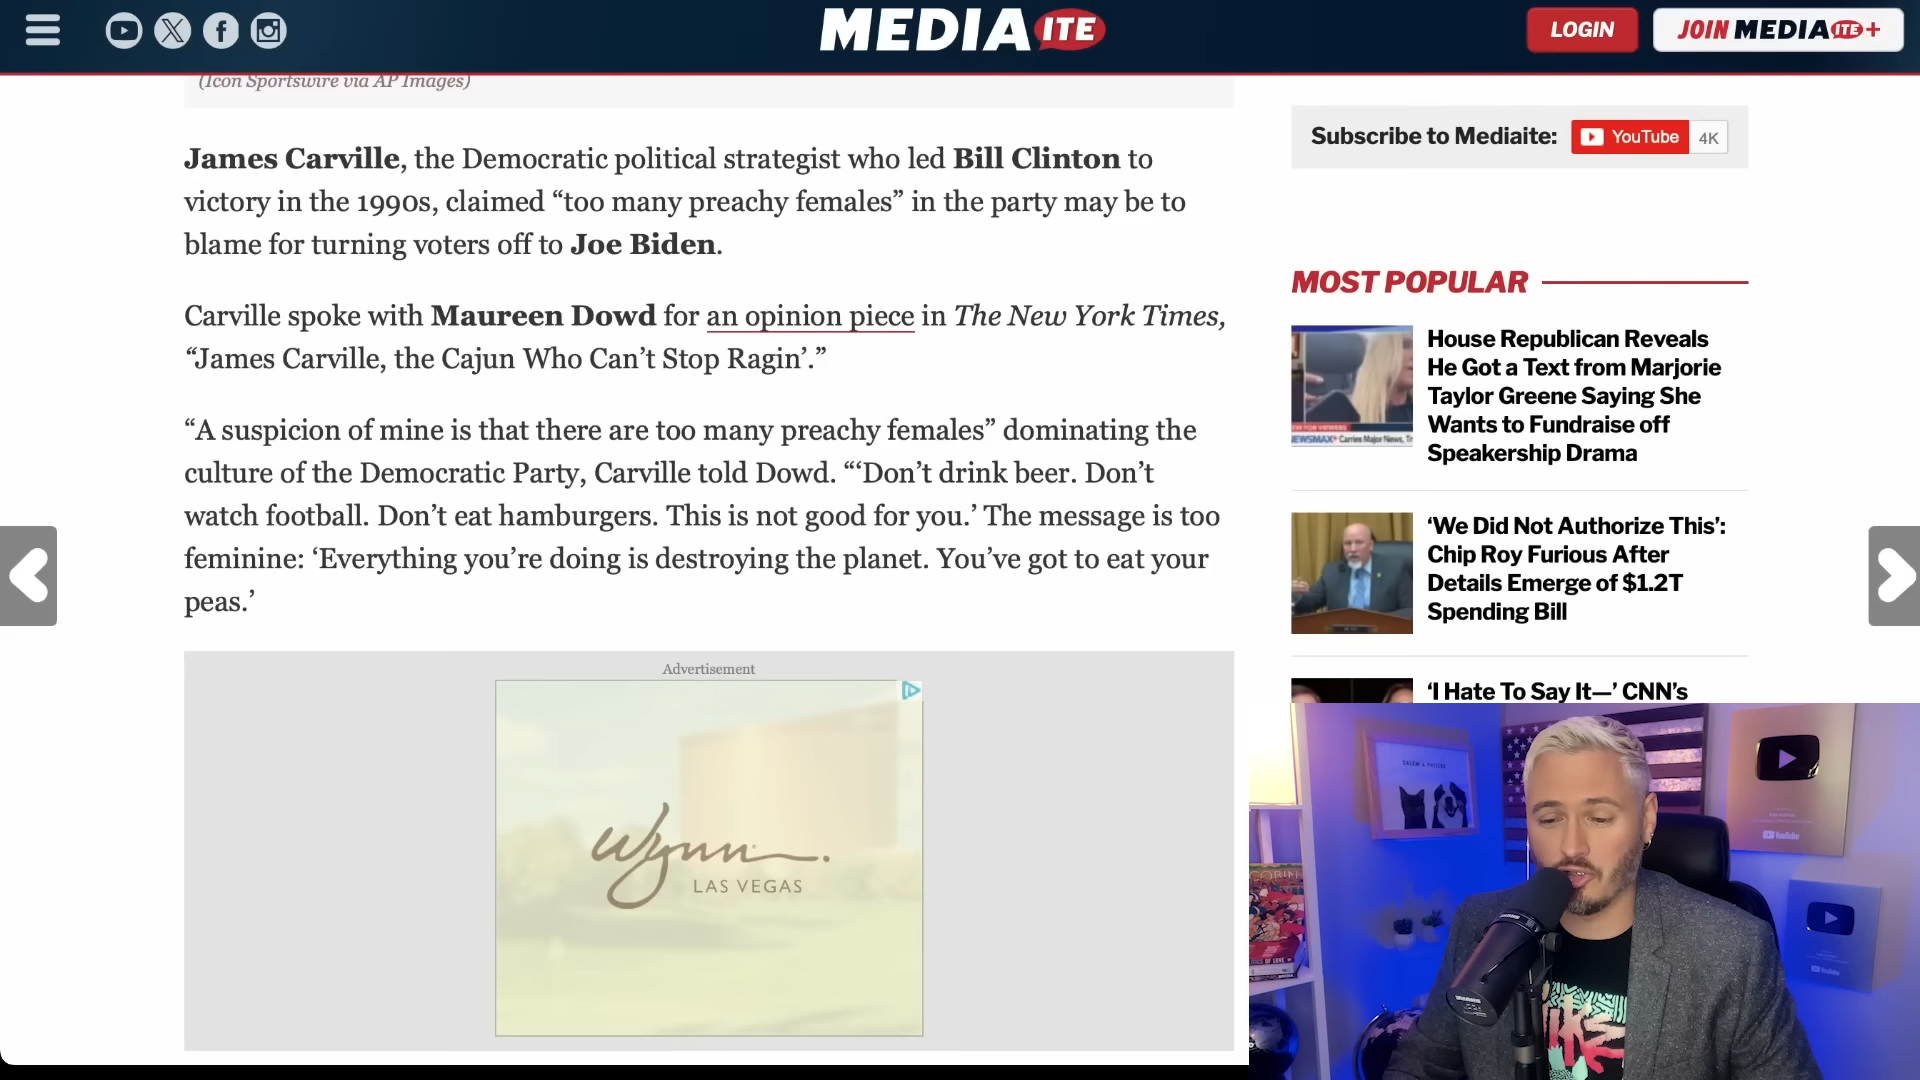 MEDIAITE
LOGIN
JOIN MEDIAITE+
(Icon Sportswire via AP Images)
James Carville, the Democratic political strategist who led Bill Clinton to
victory in the 1990s, claimed “too many preachy females” in the party may be to
blame for turning voters off to Joe Biden.
Carville spoke with Maureen Dowd for an opinion piece in The New York Times,
“James Carville, the Cajun Who Can’t Stop Ragin’.”
“A suspicion of mine is that there are too many preachy females” dominating the
culture of the Democratic Party, Carville told Dowd. “‘Don’t drink beer. Don’t
watch football. Don’t eat hamburgers. This is not good for you.’ The message is too
feminine: ‘Everything you’re doing is destroying the planet. You’ve got to eat your
peas.’
Advertisement
Wynn
LAS VEGAS
Subscribe to Mediaite:
YouTube
4K
MOST POPULAR
House Republican Reveals
He Got a Text from Marjorie
Taylor Greene Saying She
Wants to Fundraise off
Speakership Drama
‘We Did Not Authorize This’:
Chip Roy Furious After
Details Emerge of $1.2T
Spending Bill
‘I Hate To Say It—’ CNN’s
YouTube
YouTube